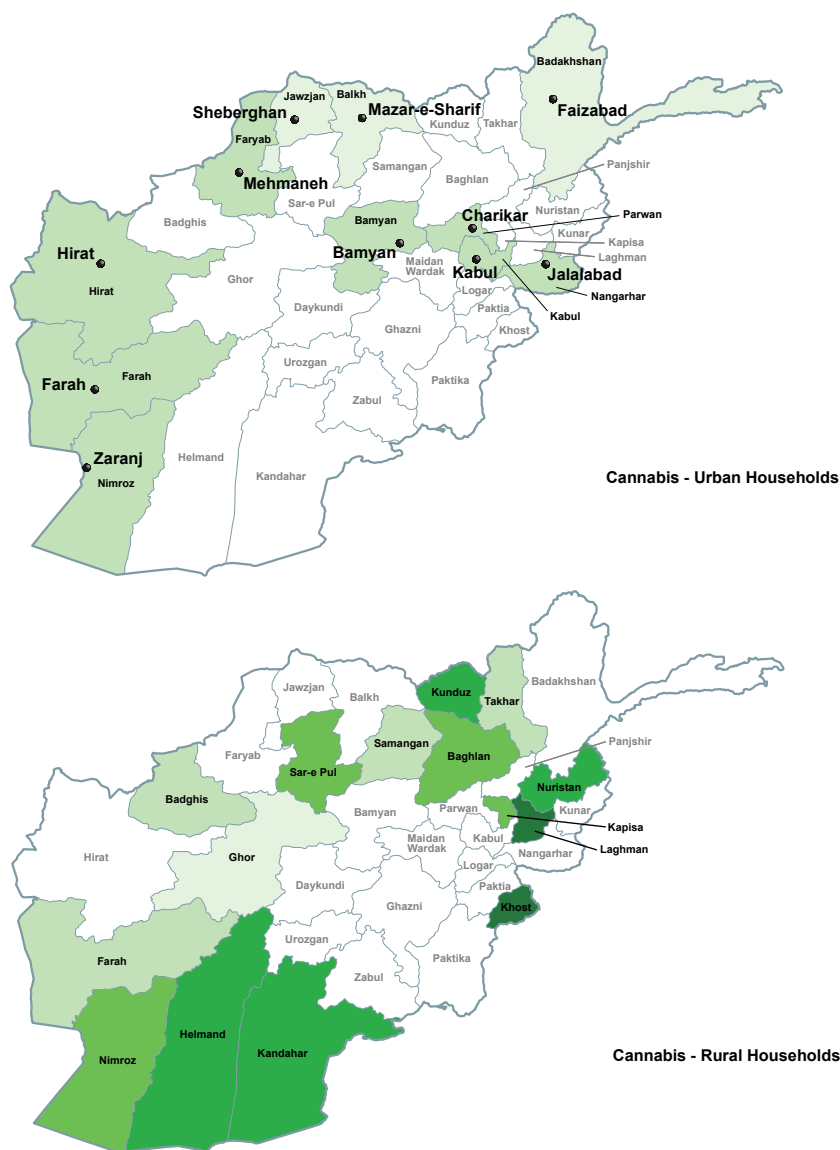 Badakhshan
Jawzjan
Balkh
Sheberghan
Mazar-e-Sharif
Faizabad
Kunduz
Takhar
Faryab
Samangan
Baghlan
Panjshir
Mehmaneh
Sar-e Pul
Badghis
Bamyan
Charikar
Nuristan
Parwan
Kunar
Kapisa
Hirat
Bamyan
Maidan
Wardak
Kabul
Laghman
Jalalabad
Hirat
Ghor
Logar
Nangarhar
Daykundi
Paktia
Kabul
Ghazni
Khost
Urozgan
Farah
Farah
Paktika
Zabul
Zaranj
Helmand
Nimroz
Kandahar
Cannabis - Urban Households
Jawzjan
Balkh
Kunduz
Badakhshan
Takhar
Faryab
Samangan
Baghlan
Panjshir
Sar-e Pul
Nuristan
Badghis
Bamyan
Parwan
Kunar
Kapisa
Maidan
Wardak
Kabul
Laghman
Hirat
Ghor
Nangarhar
Logar
Daykundi
Paktia
Ghazni
Khost
Urozgan
Farah
Paktika
Zabul
Helmand
Nimroz
Kandahar
Cannabis - Rural Households